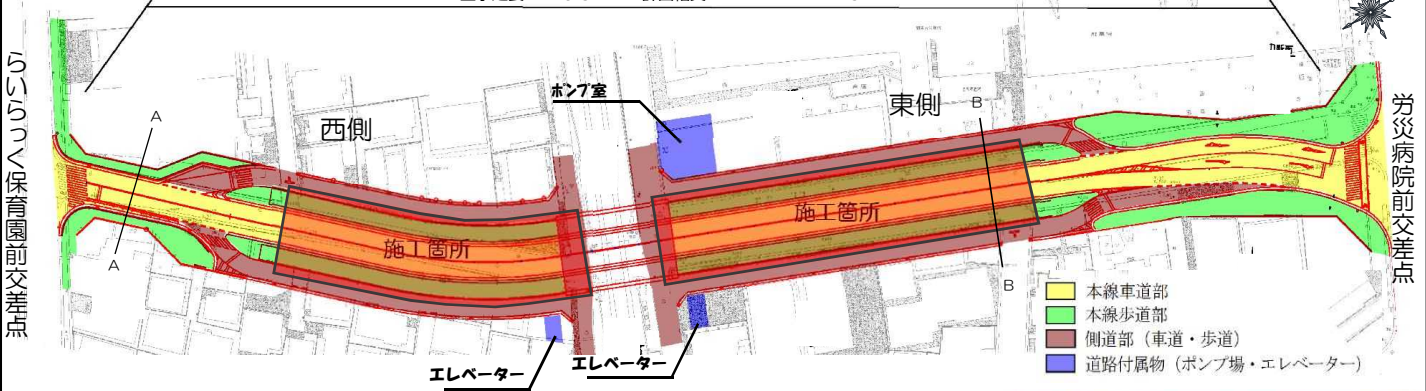 らいらっく保育園前交差点
A
西側
ポンプ室
東側
B
労災病院前交差点
施工箇所
施工箇所
A
B
本線車道部
本線歩道部
側道部（車道・歩道）
道路付属物（ポンプ場・エレベーター）
エレベーター
エレベーター